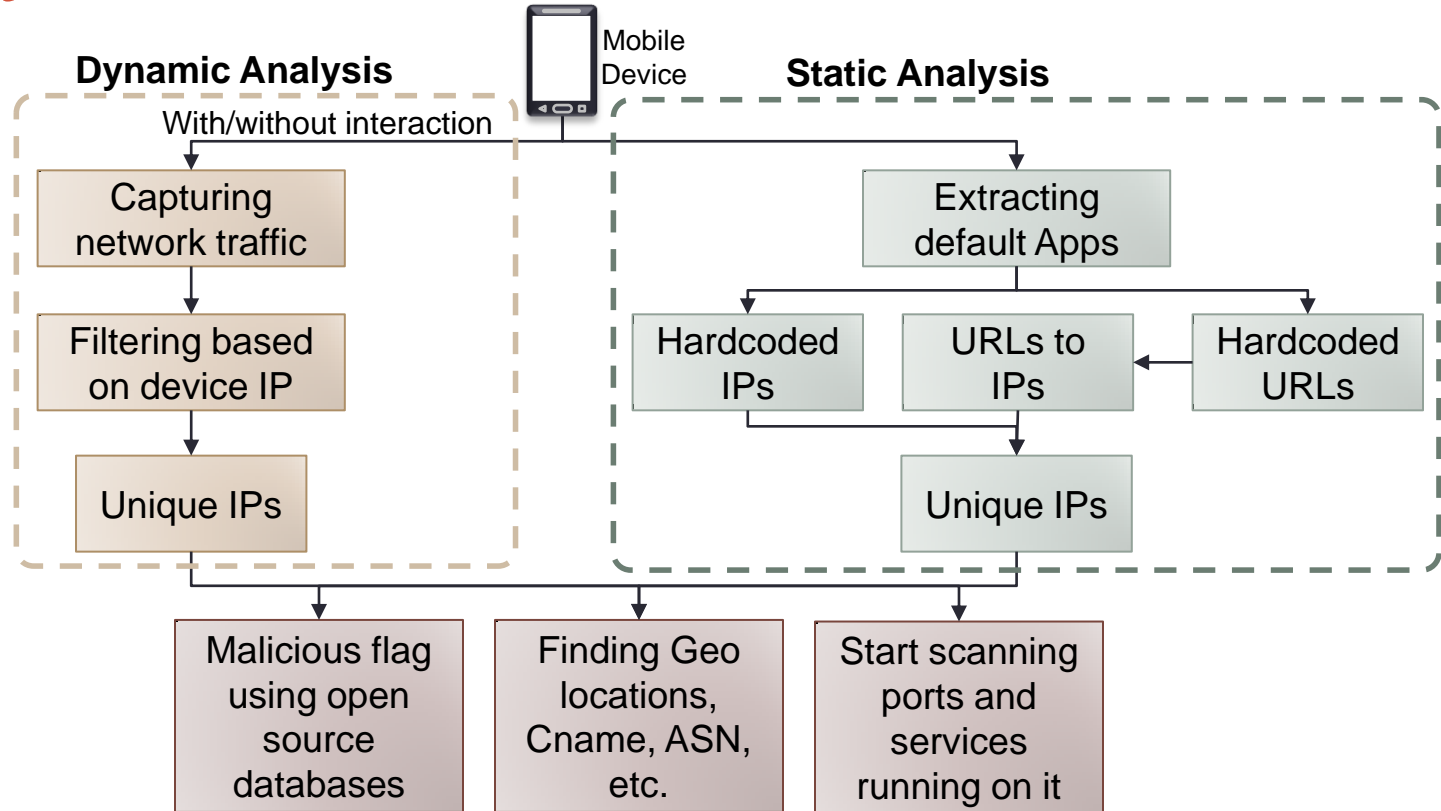 Mobile
Device
Dynamic Analysis
Static Analysis
With/without interaction
Capturing
network traffic
Extracting
default Apps
Filtering based
on device IP
Hardcoded
IPs
URLs to
IPs
Hardcoded
URLs
Unique IPs
Unique IPs
Malicious flag
using open
source
databases
Finding Geo
locations,
Cname, ASN,
etc.
Start scanning
ports and
services
running on it